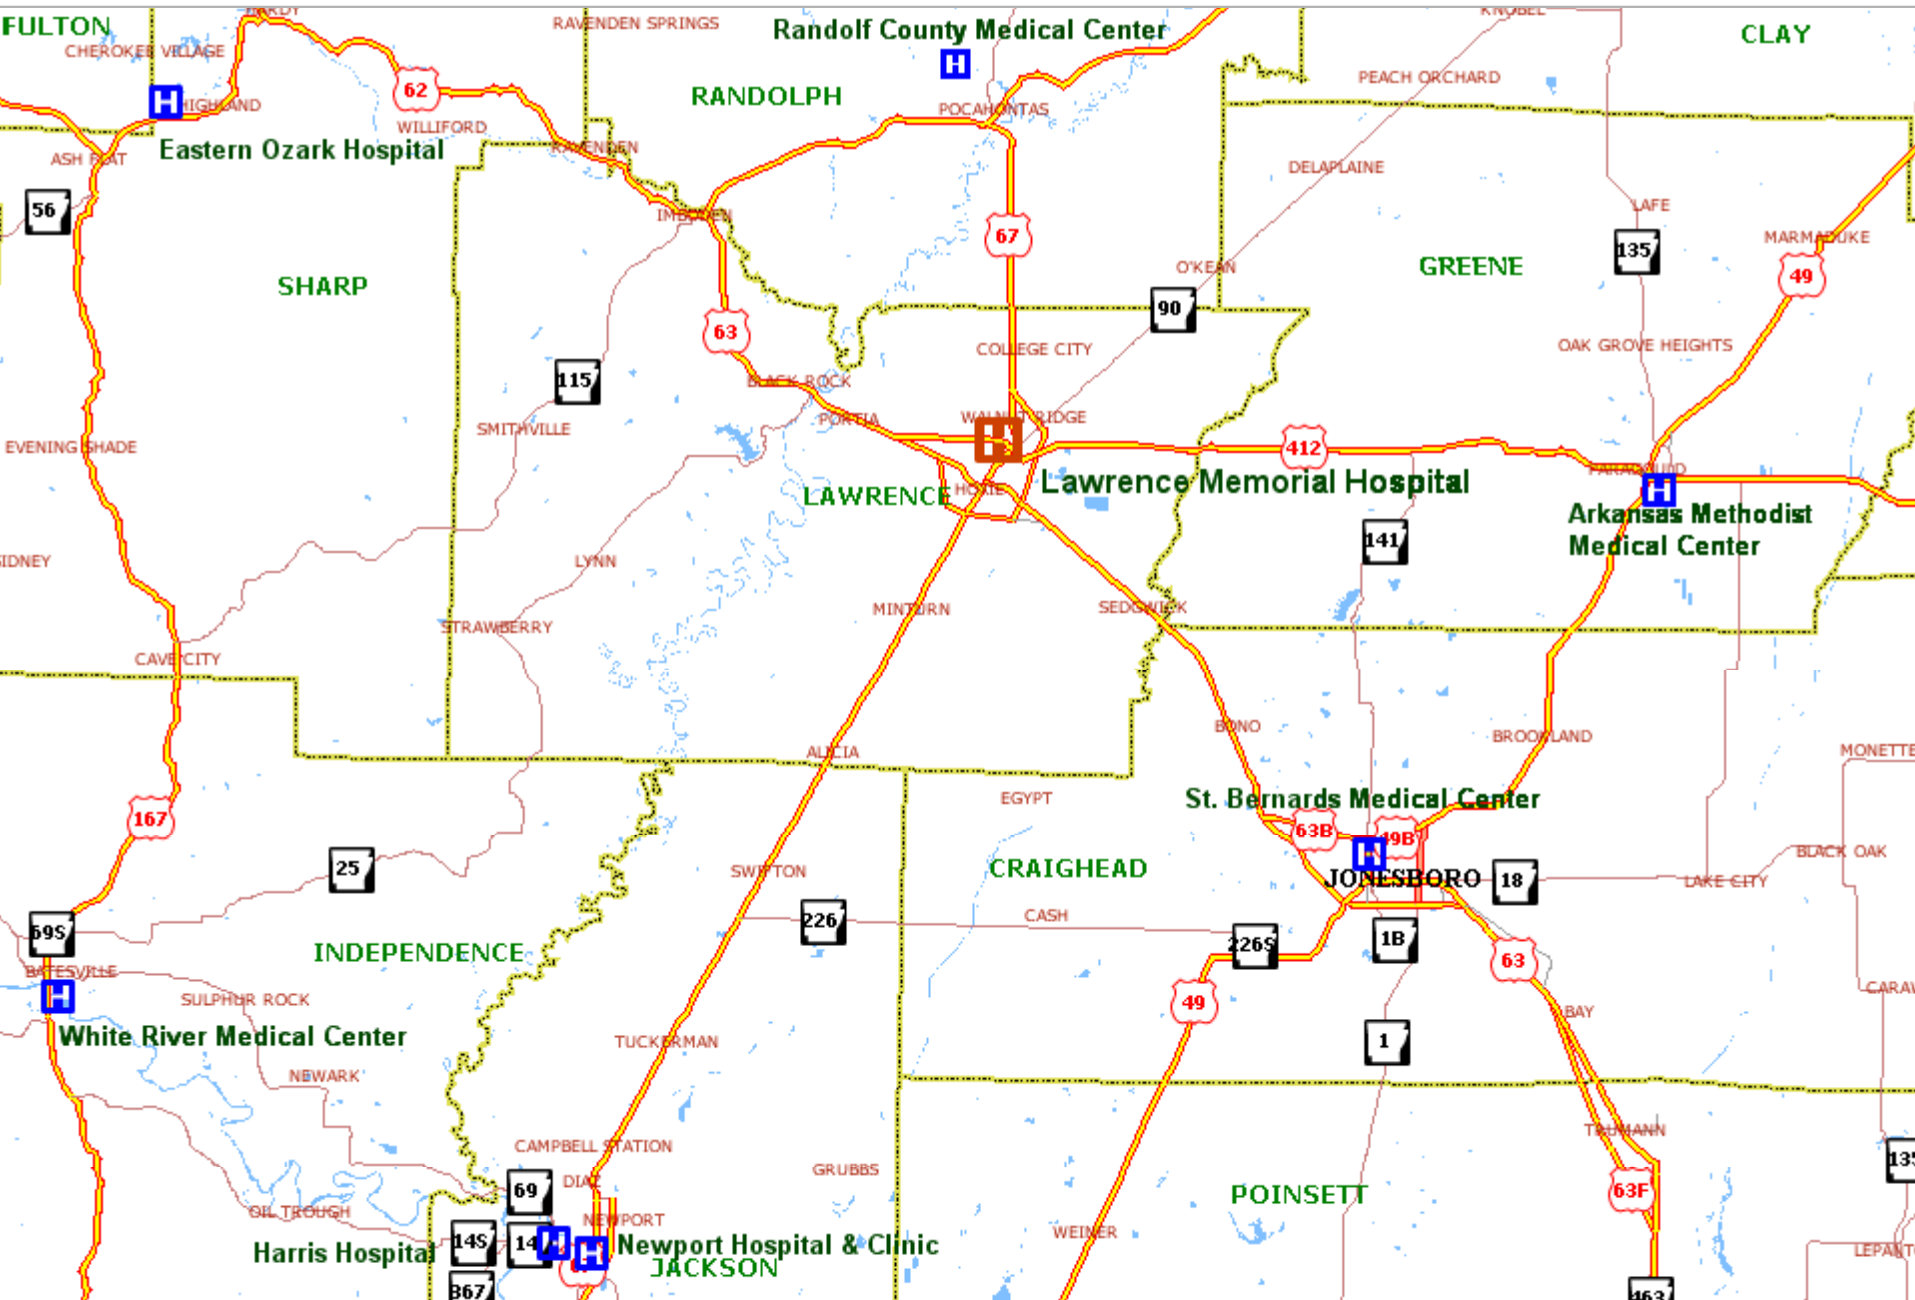 HARDY
RAVENDEN SPRINGS
KNOBEL
FULTON
Randolf County Medical Center
CLAY
CHEROKEE VILLAGE
H
PEACH ORCHARD
62
H
HIGHLAND
RANDOLPH
POCAHONTAS
WILLIFORD
Eastern Ozark Hospital
RAVENDEN
ASH FLAT
DELAPLAINE
56
IMBODEN
LAFE
67
MARMADUKE
135
SHARP
O'KEAN
GREENE
49
90
63
COLLEGE CITY
OAK GROVE HEIGHTS
115
BLACK ROCK
PORTIA
WALNUT RIDGE
SMITHVILLE
H
EVENING SHADE
412
PARAGOULD
LAWRENCE
HOXIE
Lawrence Memorial Hospital
H
Arkansas Methodist
Medical Center
141
SIDNEY
LYNN
MINTURN
SEDGWICK
STRAWBERRY
CAVE CITY
BONO
BROOKLAND
ALICIA
MONETTE
EGYPT
St. Bernards Medical Center
167
63B
49B
H
BLACK OAK
25
SWIFTON
CRAIGHEAD
JONESBORO
18
LAKE CITY
226
CASH
69S
226S
1B
INDEPENDENCE
63
BATESVILLE
H
SULPHUR ROCK
49
BAY
CARAW
White River Medical Center
TUCKERMAN
1
NEWARK
TRUMANN
CAMPBELL STATION
GRUBBS
135
DIAZ
69
POINSETT
63F
OIL TROUGH
NEWPORT
WEINER
14S
14
H
H
Harris Hospital
Newport Hospital & Clinic
LEPANTO
JACKSON
367
463